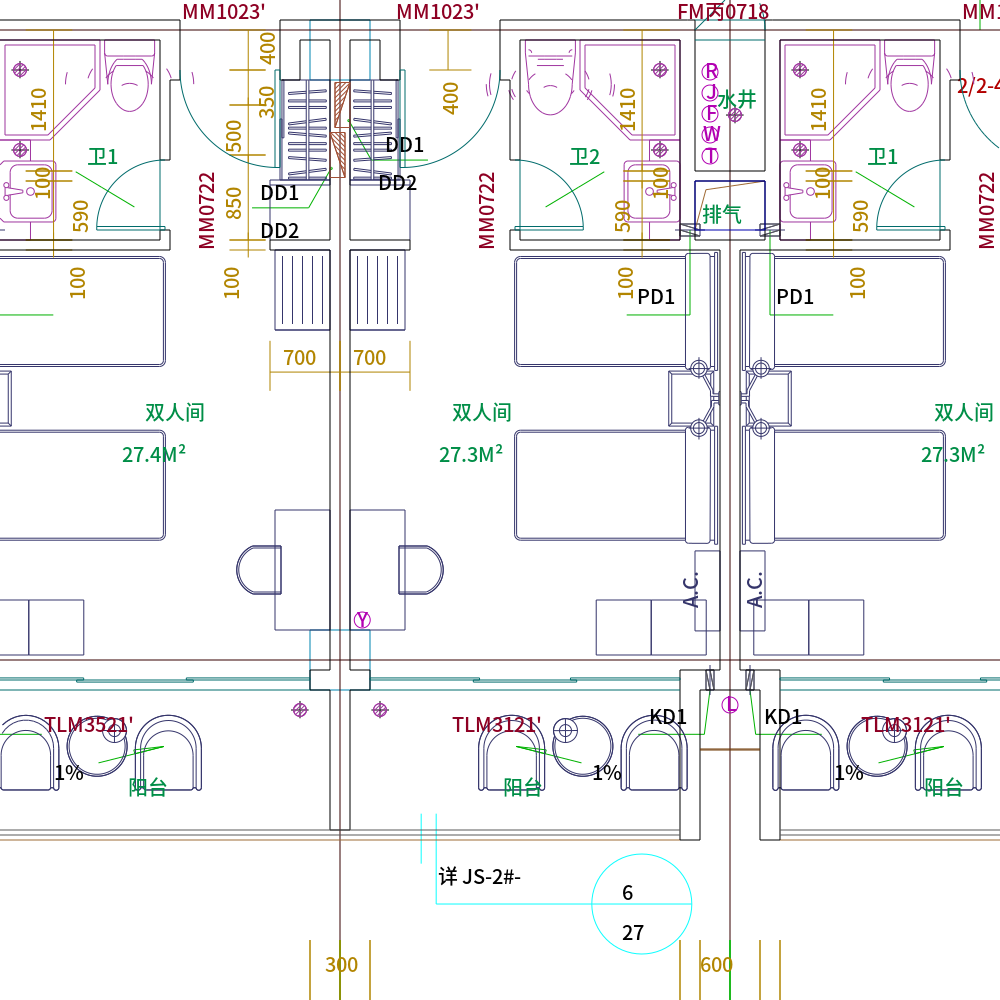 MM1023'
MM1023'
FM丙0718
MM1
400
350
500
850
100
400
1410
100
590
100
1410
100
590
100
1410
100
590
100
R
J
F
W
T
水井
2/2-4
卫1
卫2
卫1
MM0722
MM0722
MM0722
DD1
DD2
DD1
DD2
排气
PD1
PD1
700
700
双人间
27.4M²
双人间
27.3M²
双人间
27.3M²
A.C.
A.C.
Y
L
KD1
KD1
TLM3521'
TLM3121'
TLM3121'
1%
阳台
阳台
1%
1%
阳台
详 JS-2#-
6
27
300
600